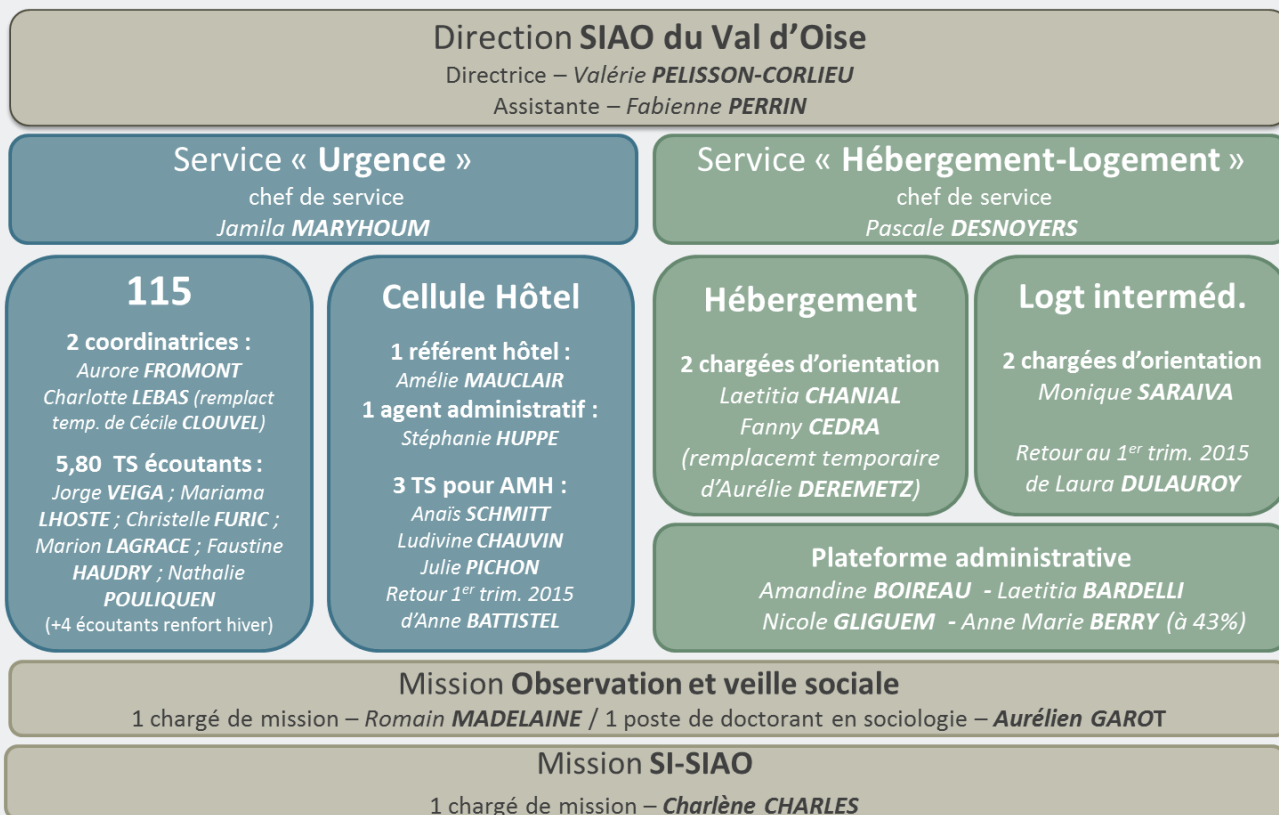 Direction SIAO du Val d’Oise
Directrice – Valérie PELISSON-CORLIEU
Assistante – Fabienne PERRIN
Service « Urgence »
chef de service
Jamila MARYHOUM
Service « Hébergement-Logement »
chef de service
Pascale DESNOYERS
115
2 coordinatrices :
Aurore FROMONT
Charlotte LEBAS (remplact
temp. de Cécile CLOUVEL)
5,80 TS écoutants :
Jorge VEIGA ; Mariama
LHOSTE ; Christelle FURIC ;
Marion LAGRACE ; Faustine
HAUDRY ; Nathalie
POULIQUEN
(+4 écoutants renfort hiver)
Cellule Hôtel
1 référent hôtel :
Amélie MAUCLAIR
1 agent administratif :
Stéphanie HUPPE
3 TS pour AMH :
Anaïs SCHMITT
Ludivine CHAUVIN
Julie PICHON
Retour 1er trim. 2015
d’Anne BATTISTEL
Hébergement
2 chargées d’orientation
Laetitia CHANIAL
Fanny CEDRA
(remplacemt temporaire
d’Aurélie DEREMETZ)
Logt interméd.
2 chargées d’orientation
Monique SARAIVA
Retour au 1er trim. 2015
de Laura DULAUROY
Plateforme administrative
Amandine BOIREAU - Laetitia BARDELLI
Nicole GLIGUEM - Anne Marie BERRY (à 43%)
Mission Observation et veille sociale
1 chargé de mission – Romain MADELAINE / 1 poste de doctorant en sociologie – Aurélien GAROT
Mission SI-SIAO
1 chargé de mission – Charlène CHARLES